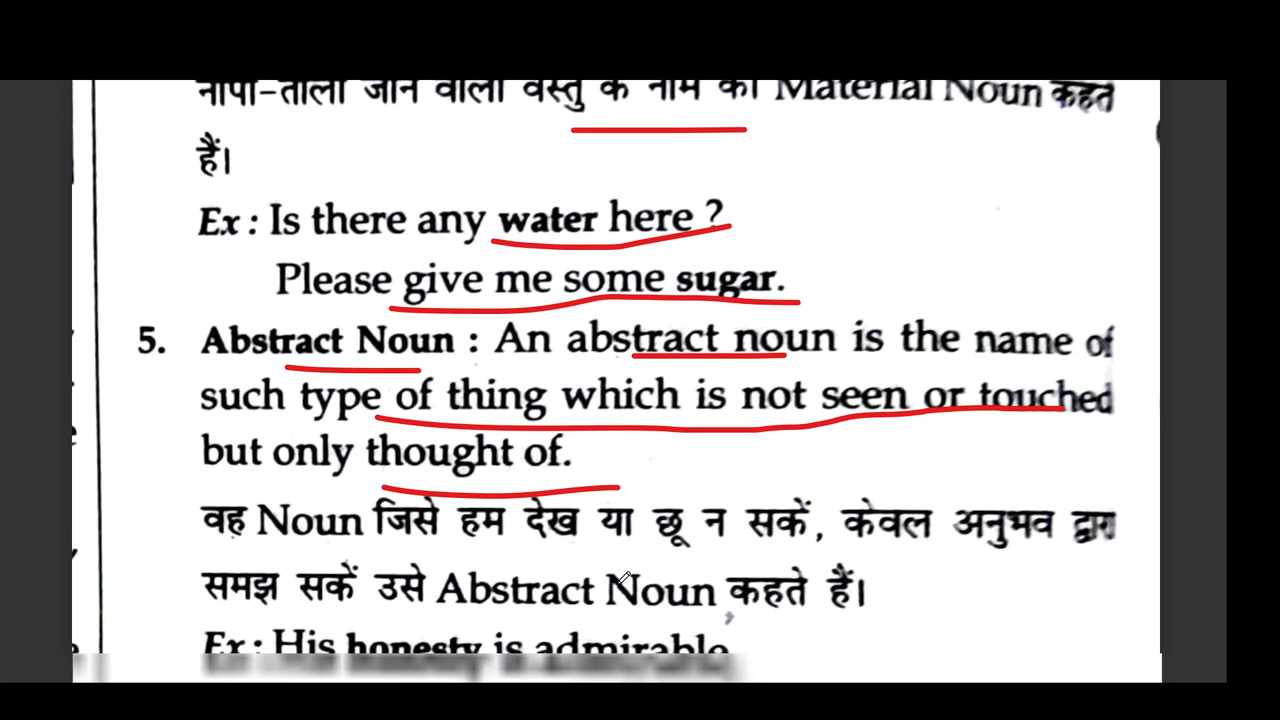 नापी-तौली जाने वाली वस्तु के नाम को Material Noun कहते
हैं।
Ex : Is there any water here ?
Please give me some sugar.
5. Abstract Noun : An abstract noun is the name of
such type of thing which is not seen or touched
but only thought of.
वह Noun जिसे हम देख या छू न सकें, केवल अनुभव द्वारा
समझ सकें उसे Abstract Noun कहते हैं।
Ex : His honesty is admirable.